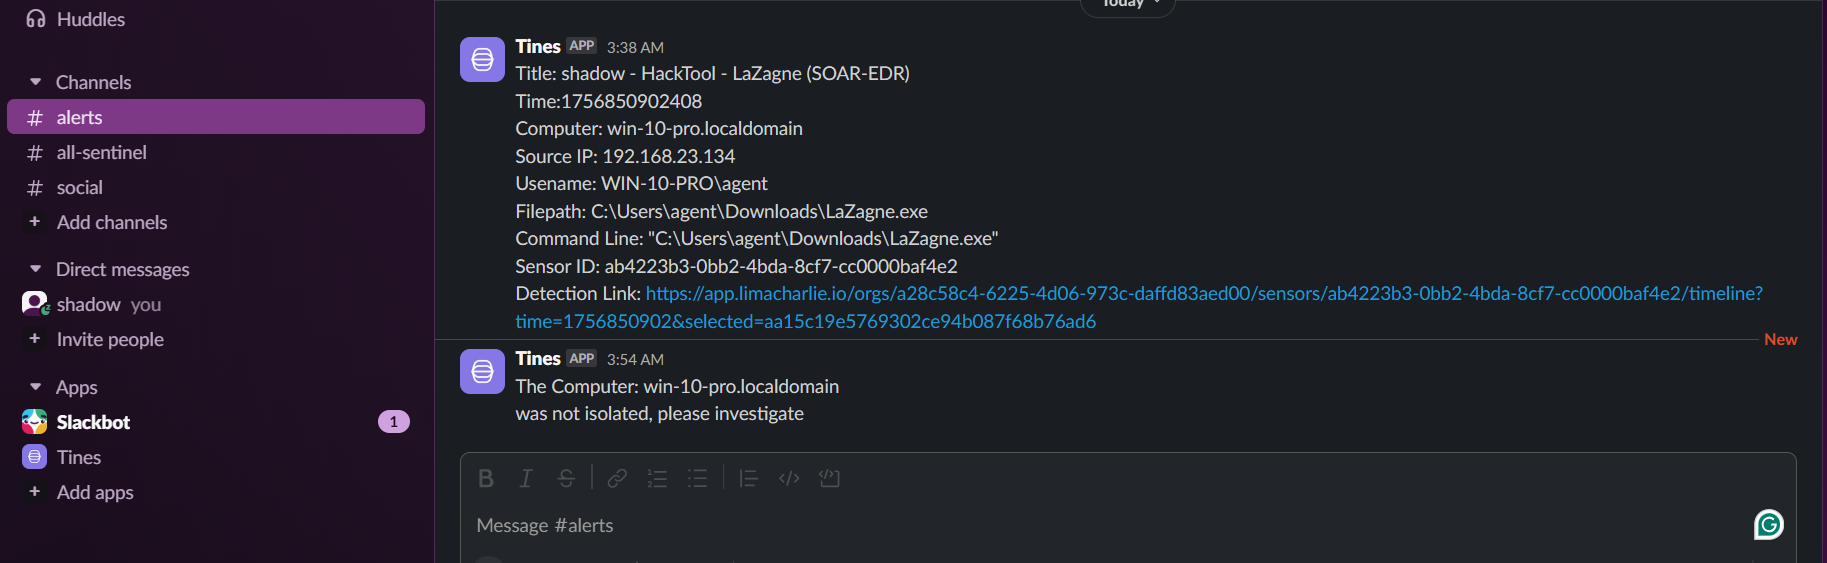 Huddles
Channels
# alerts
# all-sentinel
# social
+ Add channels
Direct messages
shadow you
+ Invite people
Apps
Slackbot 1
Tines
+ Add apps
Today
Tines APP 3:38 AM
Title: shadow - HackTool - LaZagne (SOAR-EDR)
Time:1756850902408
Computer: win-10-pro.localdomain
Source IP: 192.168.23.134
Usename: WIN-10-PRO\agent
Filepath: C:\Users\agent\Downloads\LaZagne.exe
Command Line: "C:\Users\agent\Downloads\LaZagne.exe"
Sensor ID: ab4223b3-0bb2-4bda-8cf7-cc0000baf4e2
Detection Link: https://app.limacharlie.io/orgs/a28c58c4-6225-4d06-973c-daffd83aed00/sensors/ab4223b3-0bb2-4bda-8cf7-cc0000baf4e2/timeline?
time=1756850902&selected=aa15c19e5769302ce94b087f68b76ad6
New
Tines APP 3:54 AM
The Computer: win-10-pro.localdomain
was not isolated, please investigate
Message #alerts